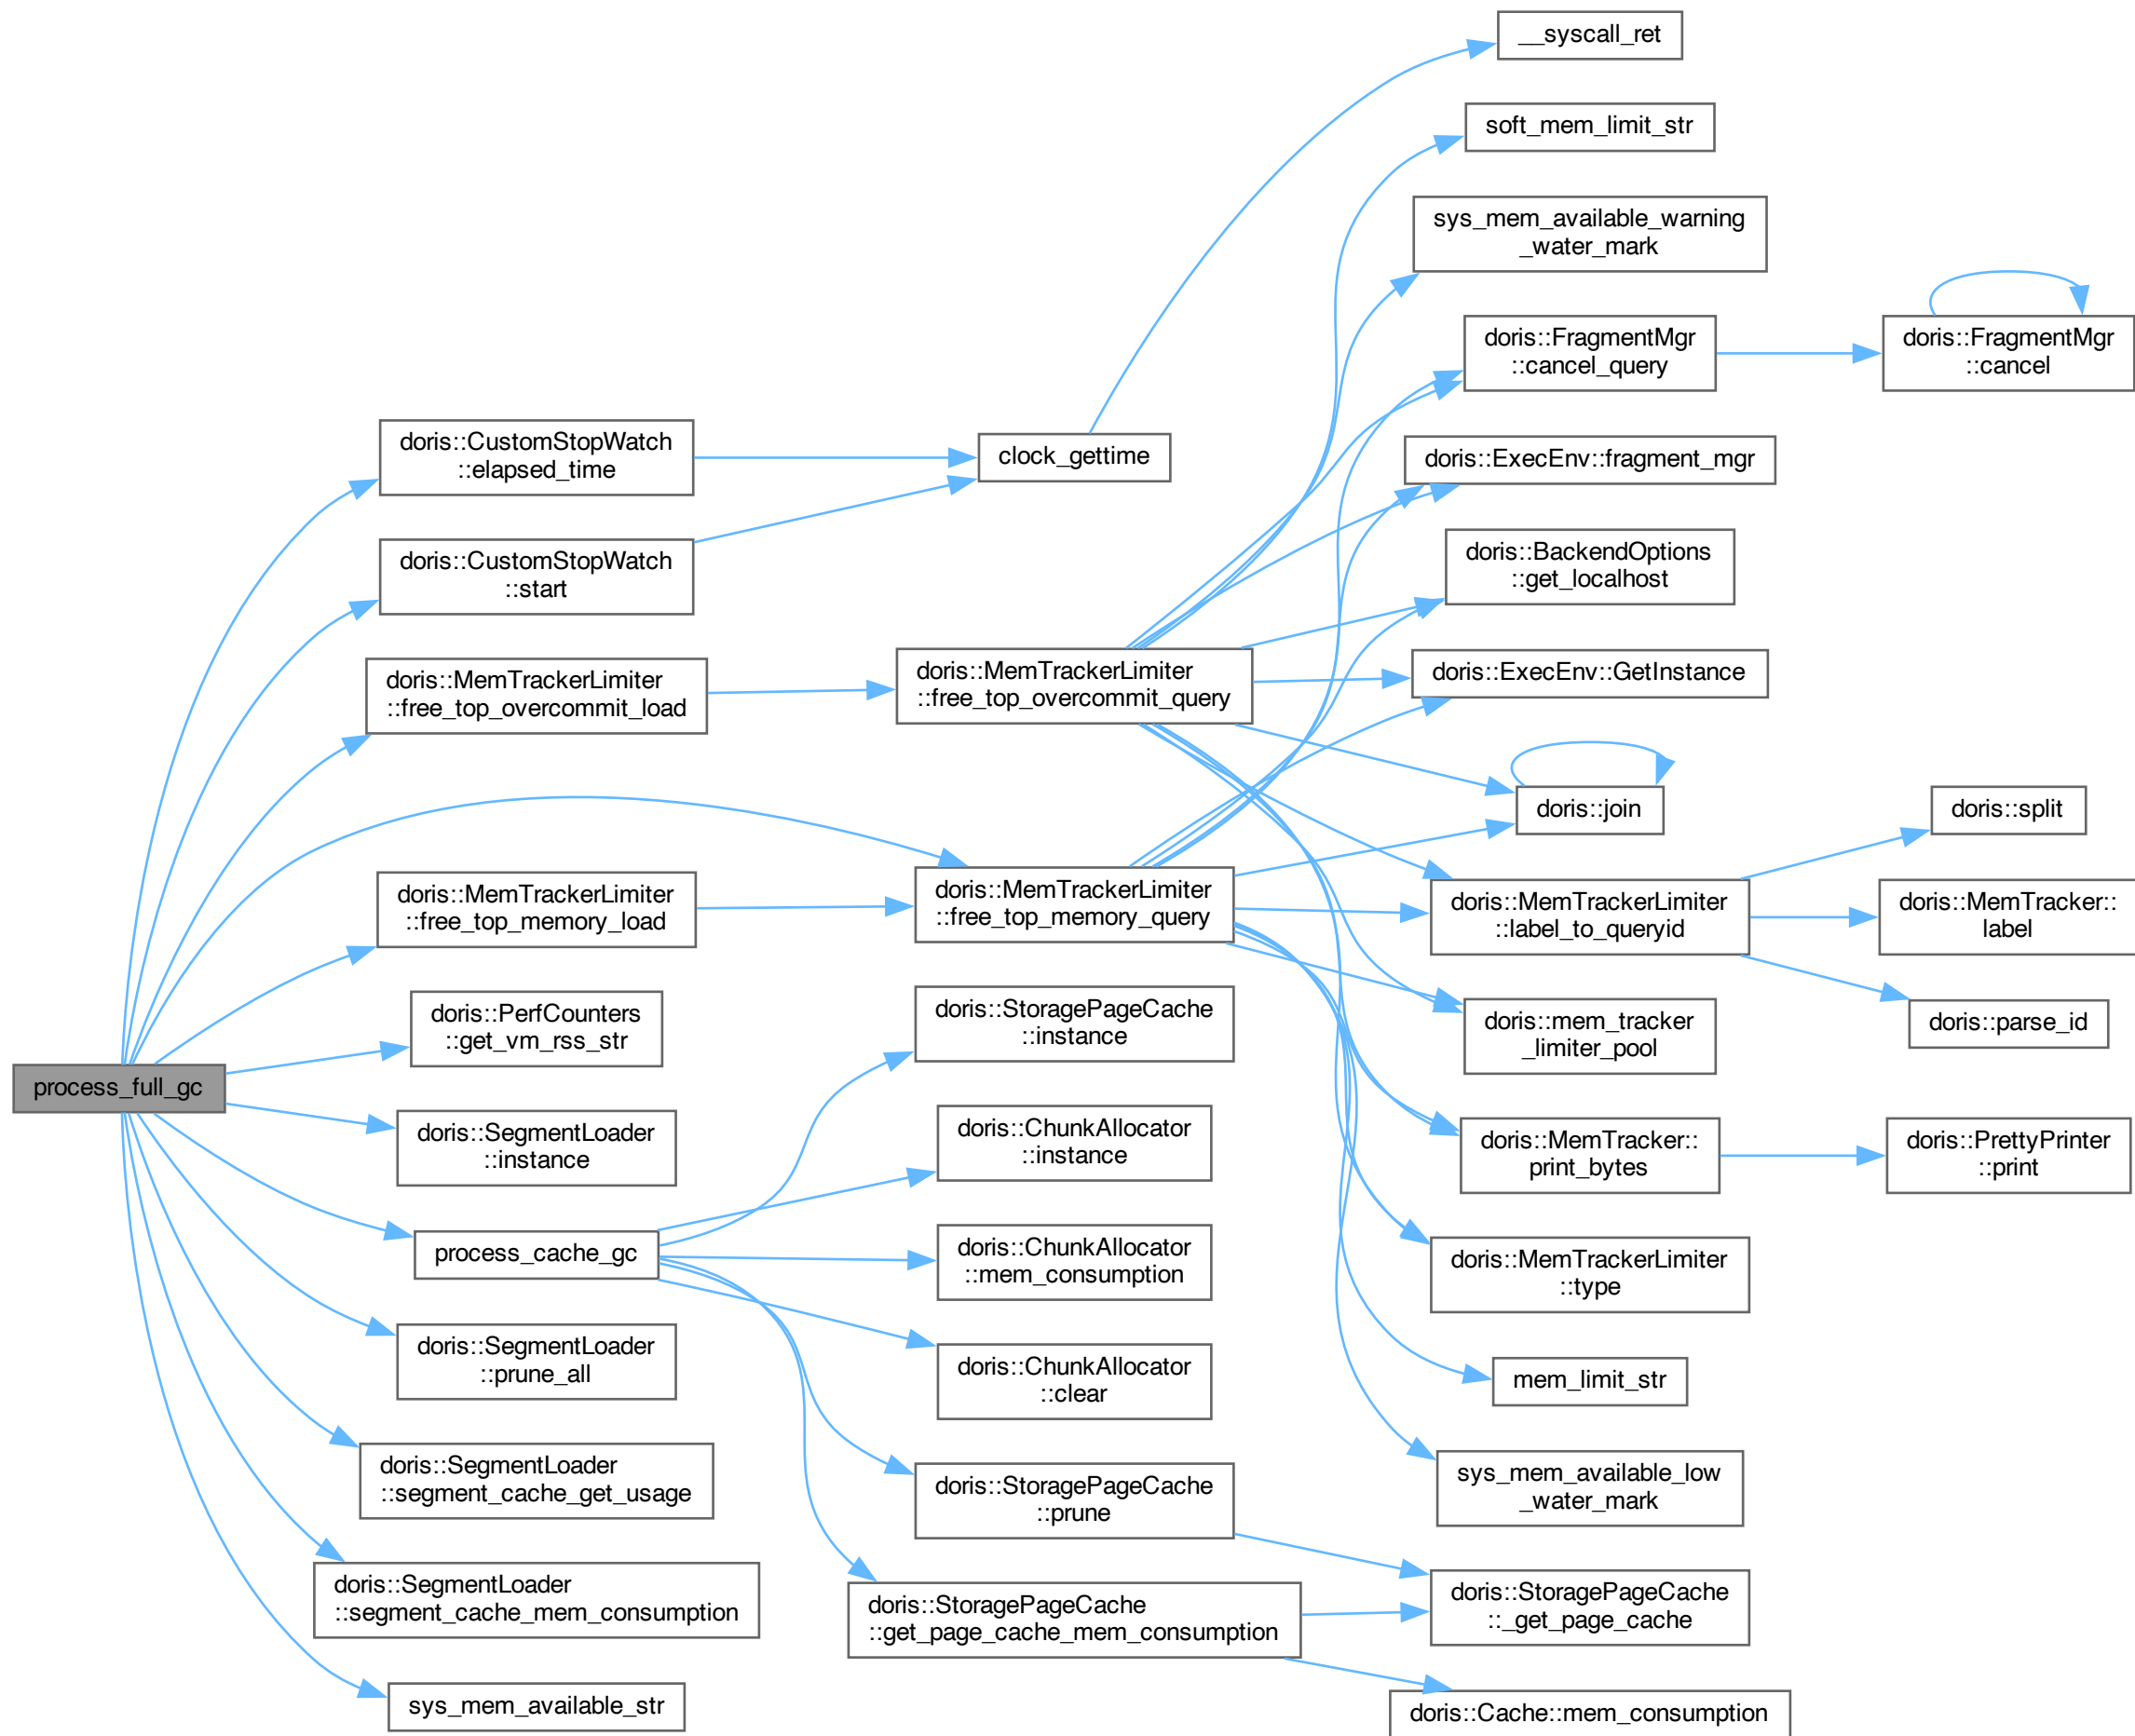 process_full_gc
doris::CustomStopWatch
::elapsed_time
doris::CustomStopWatch
::start
doris::MemTrackerLimiter
::free_top_overcommit_load
doris::MemTrackerLimiter
::free_top_memory_load
doris::PerfCounters
::get_vm_rss_str
doris::SegmentLoader
::instance
process_cache_gc
doris::SegmentLoader
::prune_all
doris::SegmentLoader
::segment_cache_get_usage
doris::SegmentLoader
::segment_cache_mem_consumption
sys_mem_available_str
clock_gettime
doris::MemTrackerLimiter
::free_top_overcommit_query
doris::MemTrackerLimiter
::free_top_memory_query
doris::StoragePageCache
::instance
doris::ChunkAllocator
::instance
doris::ChunkAllocator
::mem_consumption
doris::ChunkAllocator
::clear
doris::StoragePageCache
::prune
doris::StoragePageCache
::get_page_cache_mem_consumption
__syscall_ret
soft_mem_limit_str
sys_mem_available_warning
_water_mark
doris::FragmentMgr
::cancel_query
doris::ExecEnv::fragment_mgr
doris::BackendOptions
::get_localhost
doris::ExecEnv::GetInstance
doris::join
doris::MemTrackerLimiter
::label_to_queryid
doris::mem_tracker
_limiter_pool
doris::MemTracker::
print_bytes
doris::MemTrackerLimiter
::type
mem_limit_str
sys_mem_available_low
_water_mark
doris::StoragePageCache
::_get_page_cache
doris::Cache::mem_consumption
doris::FragmentMgr
::cancel
doris::split
doris::MemTracker::
label
doris::parse_id
doris::PrettyPrinter
::print